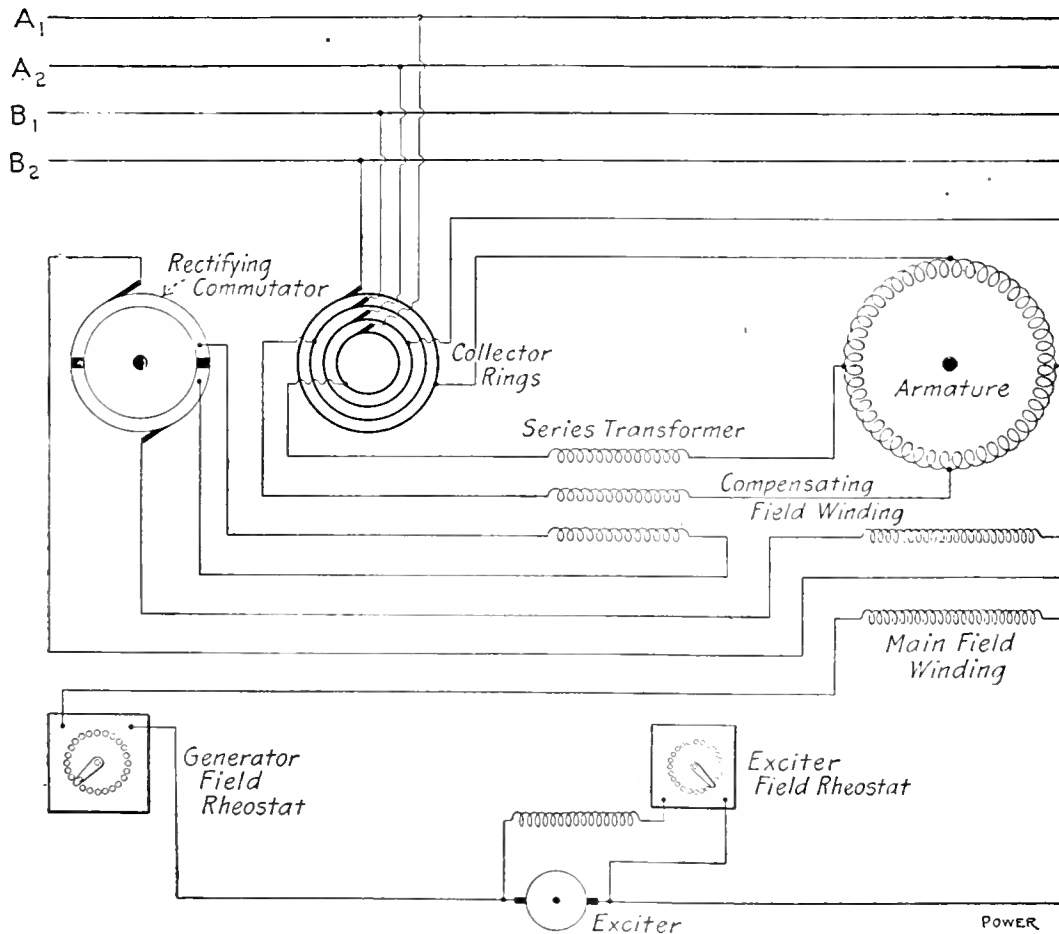 A1
A2
B1
B2
Rectifying
Commutator
Collector
Rings
Armature
Series Transformer
Compensating
Field Winding
Main Field
Winding
Generator
Field
Rheostat
Exciter
Field Rheostat
Exciter
POWER